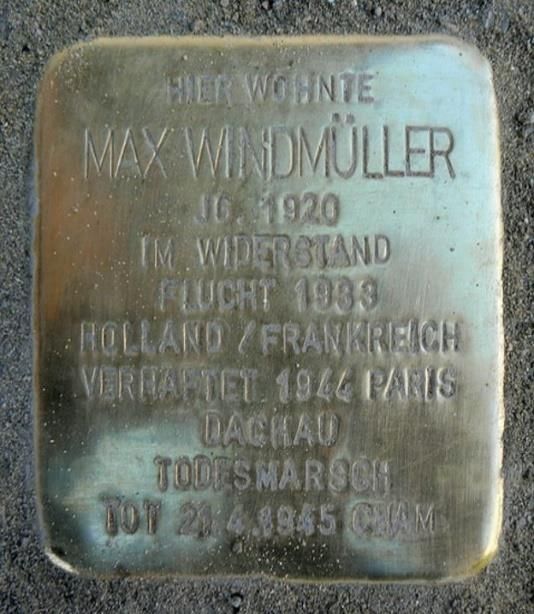 HIER WOHNTE
MAX WINDMÜLLER
JG. 1920
IM WIDERSTAND
FLUCHT 1933
HOLLAND / FRANKREICH
VERHAFTET 1944 PARIS
DACHAU
TODESMARSCH
TOT 21.4.1945 CHAM